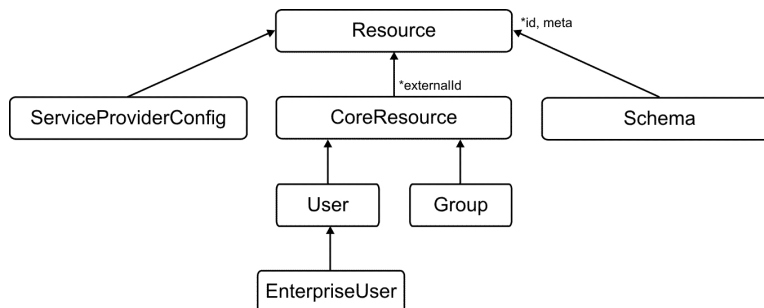 Resource
*id, meta
*externalId
ServiceProviderConfig
CoreResource
Schema
User
Group
EnterpriseUser